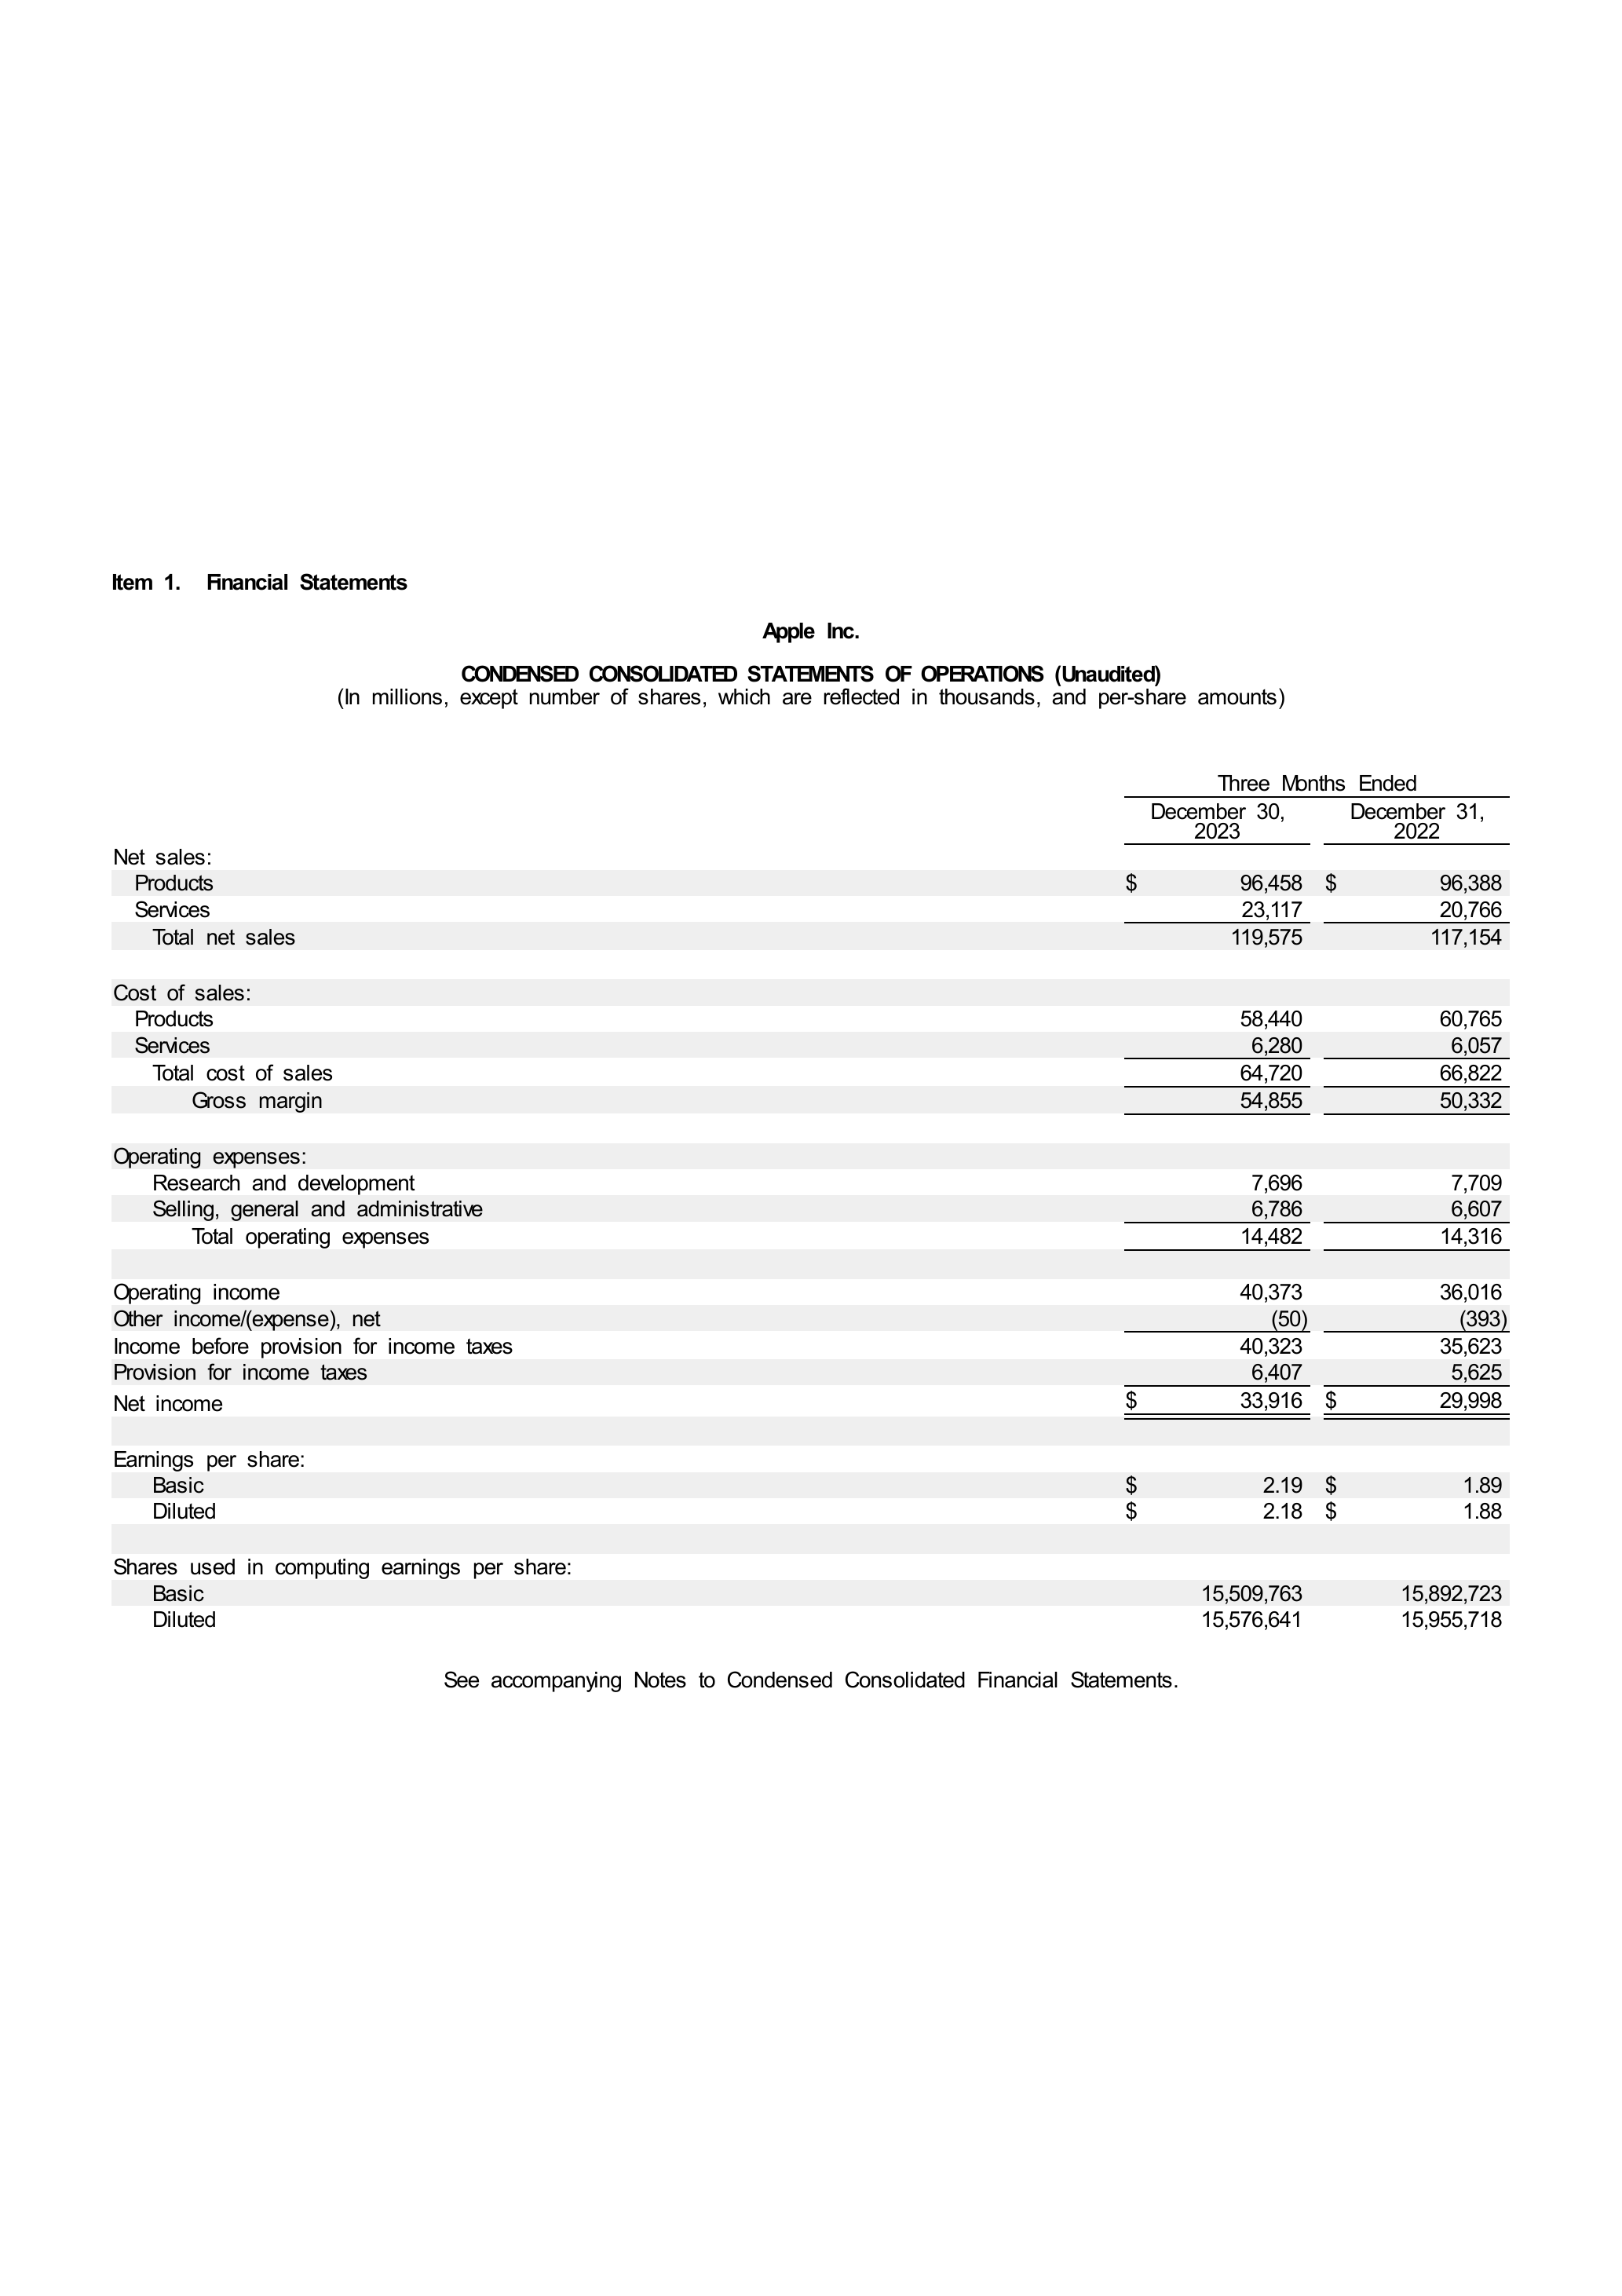 Item 1. Financial Statements
Apple Inc.
CONDENSED CONSOLIDATED STATEMENTS OF OPERATIONS (Unaudited)
(In millions, except number of shares, which are reflected in thousands, and per-share amounts)
Three Months Ended
December 30, 2023 December 31, 2022
Net sales:
Products $ 96,458 $ 96,388
Services 23,117 20,766
Total net sales 119,575 117,154
Cost of sales:
Products 58,440 60,765
Services 6,280 6,057
Total cost of sales 64,720 66,822
Gross margin 54,855 50,332
Operating expenses:
Research and development 7,696 7,709
Selling, general and administrative 6,786 6,607
Total operating expenses 14,482 14,316
Operating income 40,373 36,016
Other income/(expense), net (50) (393)
Income before provision for income taxes 40,323 35,623
Provision for income taxes 6,407 5,625
Net income $ 33,916 $ 29,998
Earnings per share:
Basic $ 2.19 $ 1.89
Diluted $ 2.18 $ 1.88
Shares used in computing earnings per share:
Basic 15,509,763 15,892,723
Diluted 15,576,641 15,955,718
See accompanying Notes to Condensed Consolidated Financial Statements.